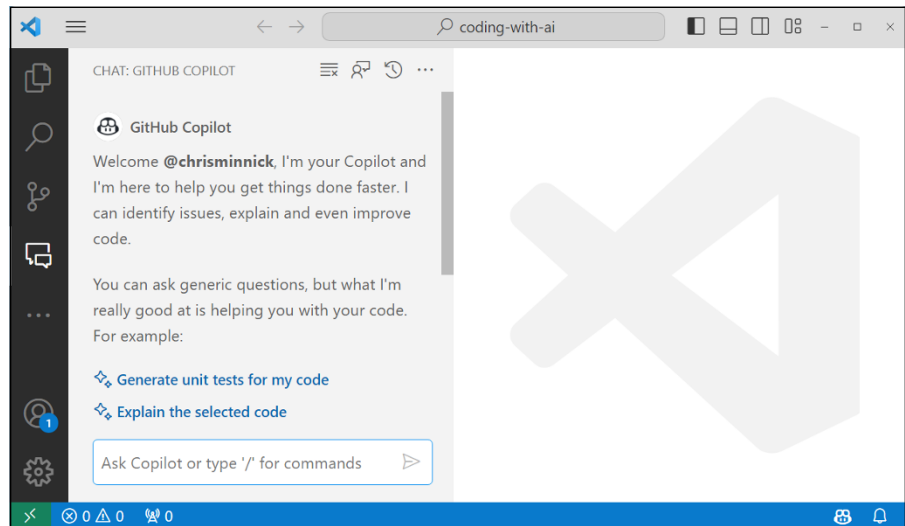 coding-with-ai
CHAT: GITHUB COPILOT
GitHub Copilot
Welcome @chrisminnick, I'm your Copilot and
I'm here to help you get things done faster. I
can identify issues, explain and even improve
code.
You can ask generic questions, but what I'm
really good at is helping you with your code.
For example:
Generate unit tests for my code
Explain the selected code
1
Ask Copilot or type '/' for commands
0 0 0